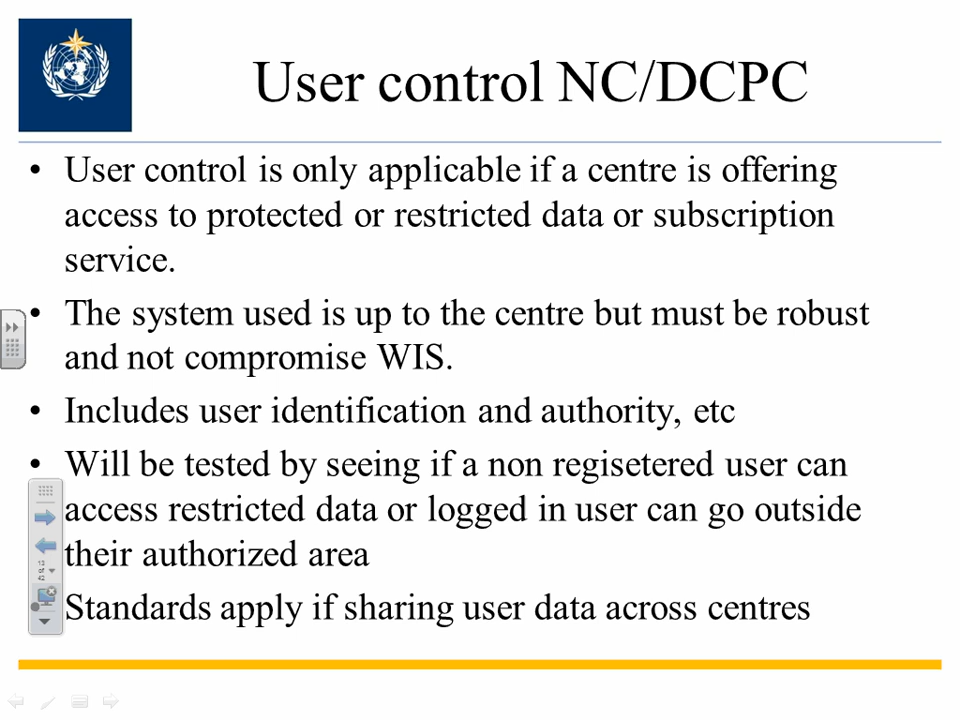 User control NC/DCPC
• User control is only applicable if a centre is offering
access to protected or restricted data or subscription
service.
• The system used is up to the centre but must be robust
and not compromise WIS.
• Includes user identification and authority, etc
• Will be tested by seeing if a non regisetered user can
access restricted data or logged in user can go outside
their authorized area
Standards apply if sharing user data across centres
13
of
42